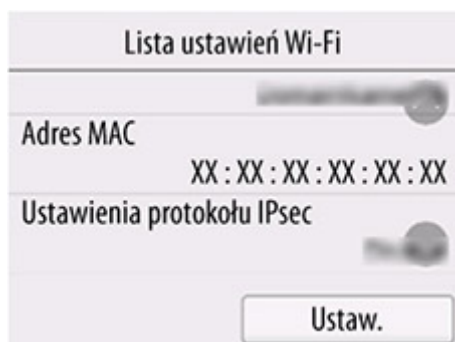 Lista ustawień Wi-Fi
Adres MAC
XX : XX : XX : XX : XX : XX
Ustawienia protokołu IPsec
Ustaw.